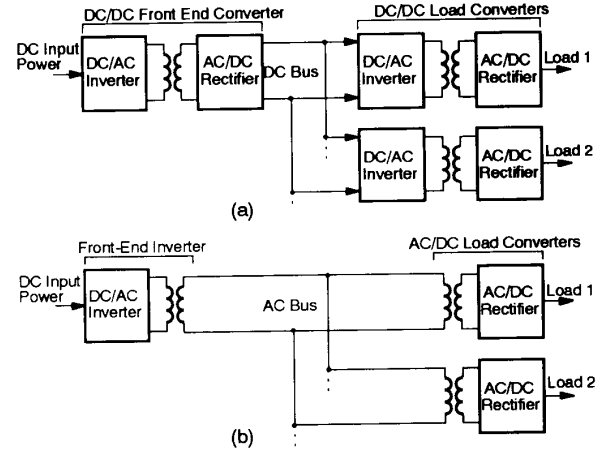 DC/DC Front End Converter
DC/DC Load Converters
DC Input
Power
DC/AC
Inverter
AC/DC
Rectifier
DC Bus
DC/AC
Inverter
AC/DC
Rectifier
Load 1
DC/AC
Inverter
AC/DC
Rectifier
Load 2
(a)
Front-End Inverter
AC/DC Load Converters
DC Input
Power
DC/AC
Inverter
AC Bus
AC/DC
Rectifier
Load 1
AC/DC
Rectifier
Load 2
(b)